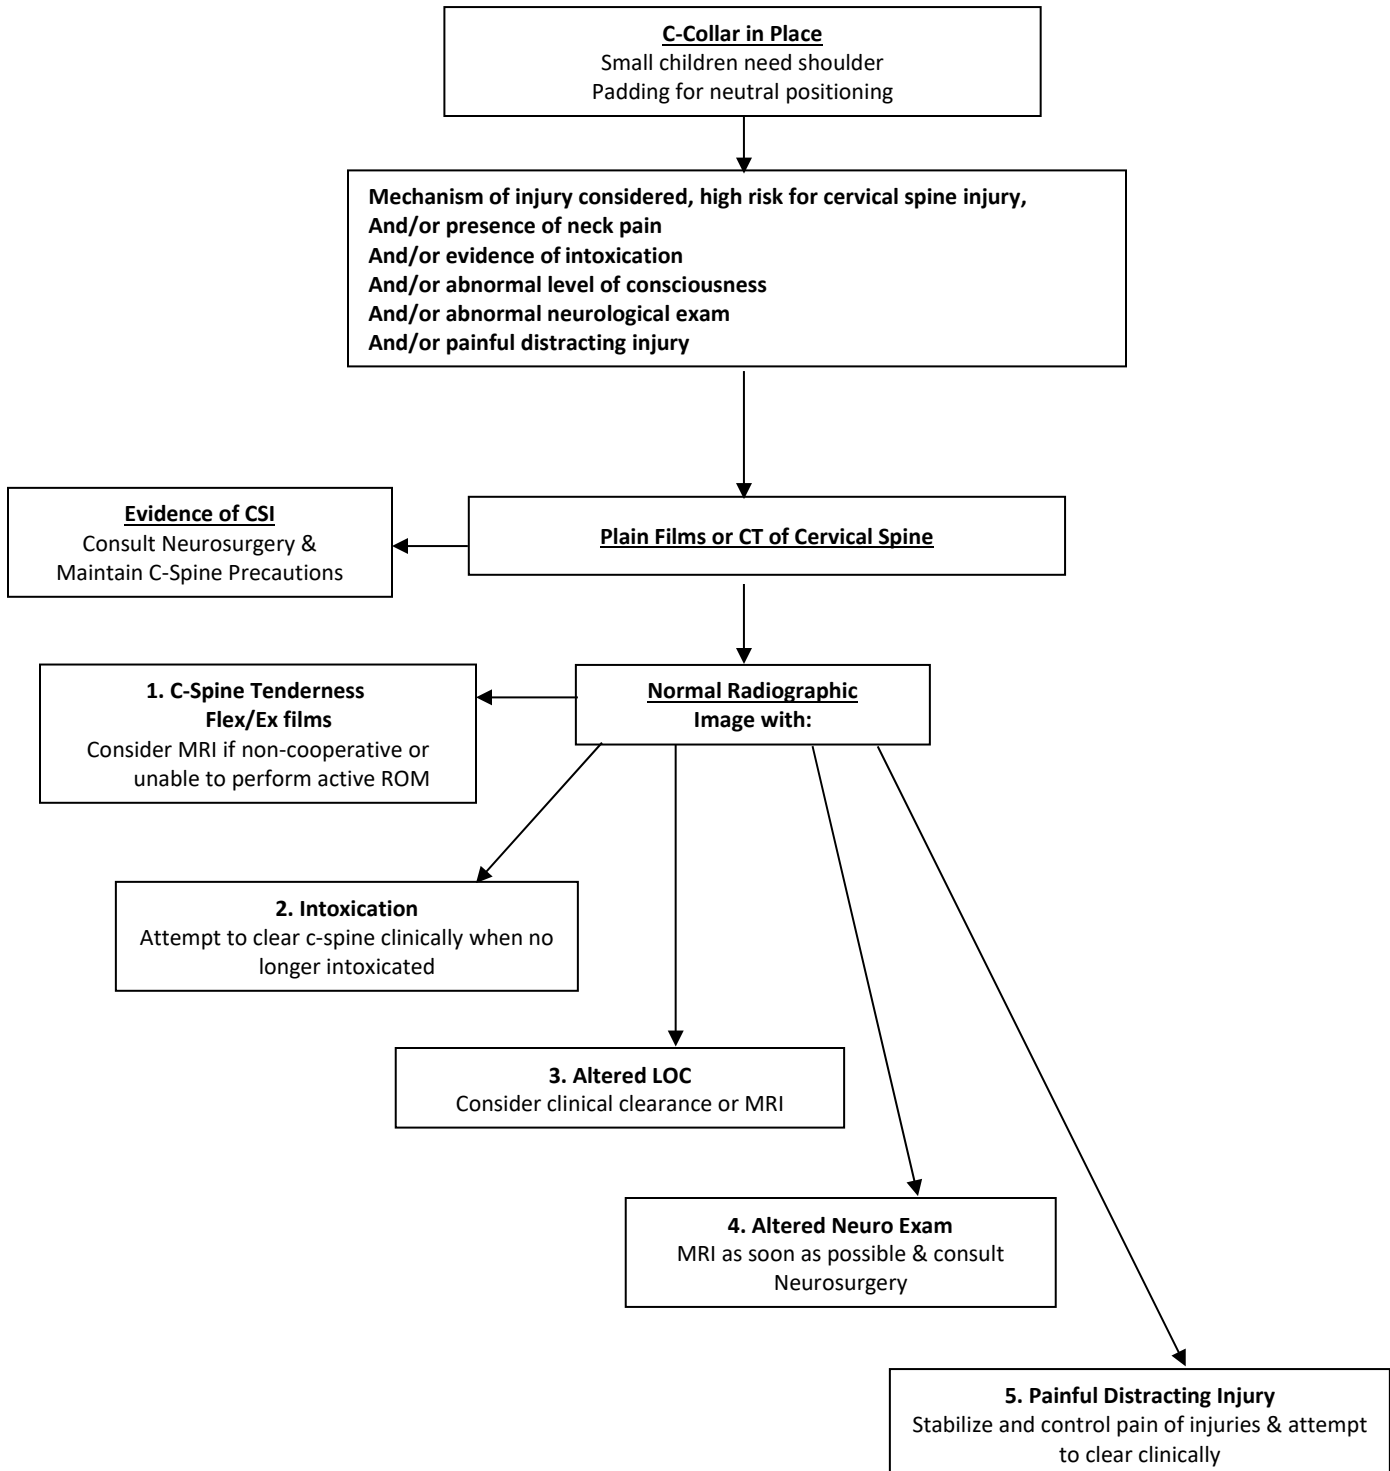 C-Collar in Place
Small children need shoulder
Padding for neutral positioning
Mechanism of injury considered, high risk for cervical spine injury,
And/or presence of neck pain
And/or evidence of intoxication
And/or abnormal level of consciousness
And/or abnormal neurological exam
And/or painful distracting injury
Evidence of CSI
Consult Neurosurgery &
Maintain C-Spine Precautions
Plain Films or CT of Cervical Spine
1. C-Spine Tenderness
Flex/Ex films
Consider MRI if non-cooperative or
unable to perform active ROM
Normal Radiographic
Image with:
2. Intoxication
Attempt to clear c-spine clinically when no
longer intoxicated
3. Altered LOC
Consider clinical clearance or MRI
4. Altered Neuro Exam
MRI as soon as possible & consult
Neurosurgery
5. Painful Distracting Injury
Stabilize and control pain of injuries & attempt
to clear clinically